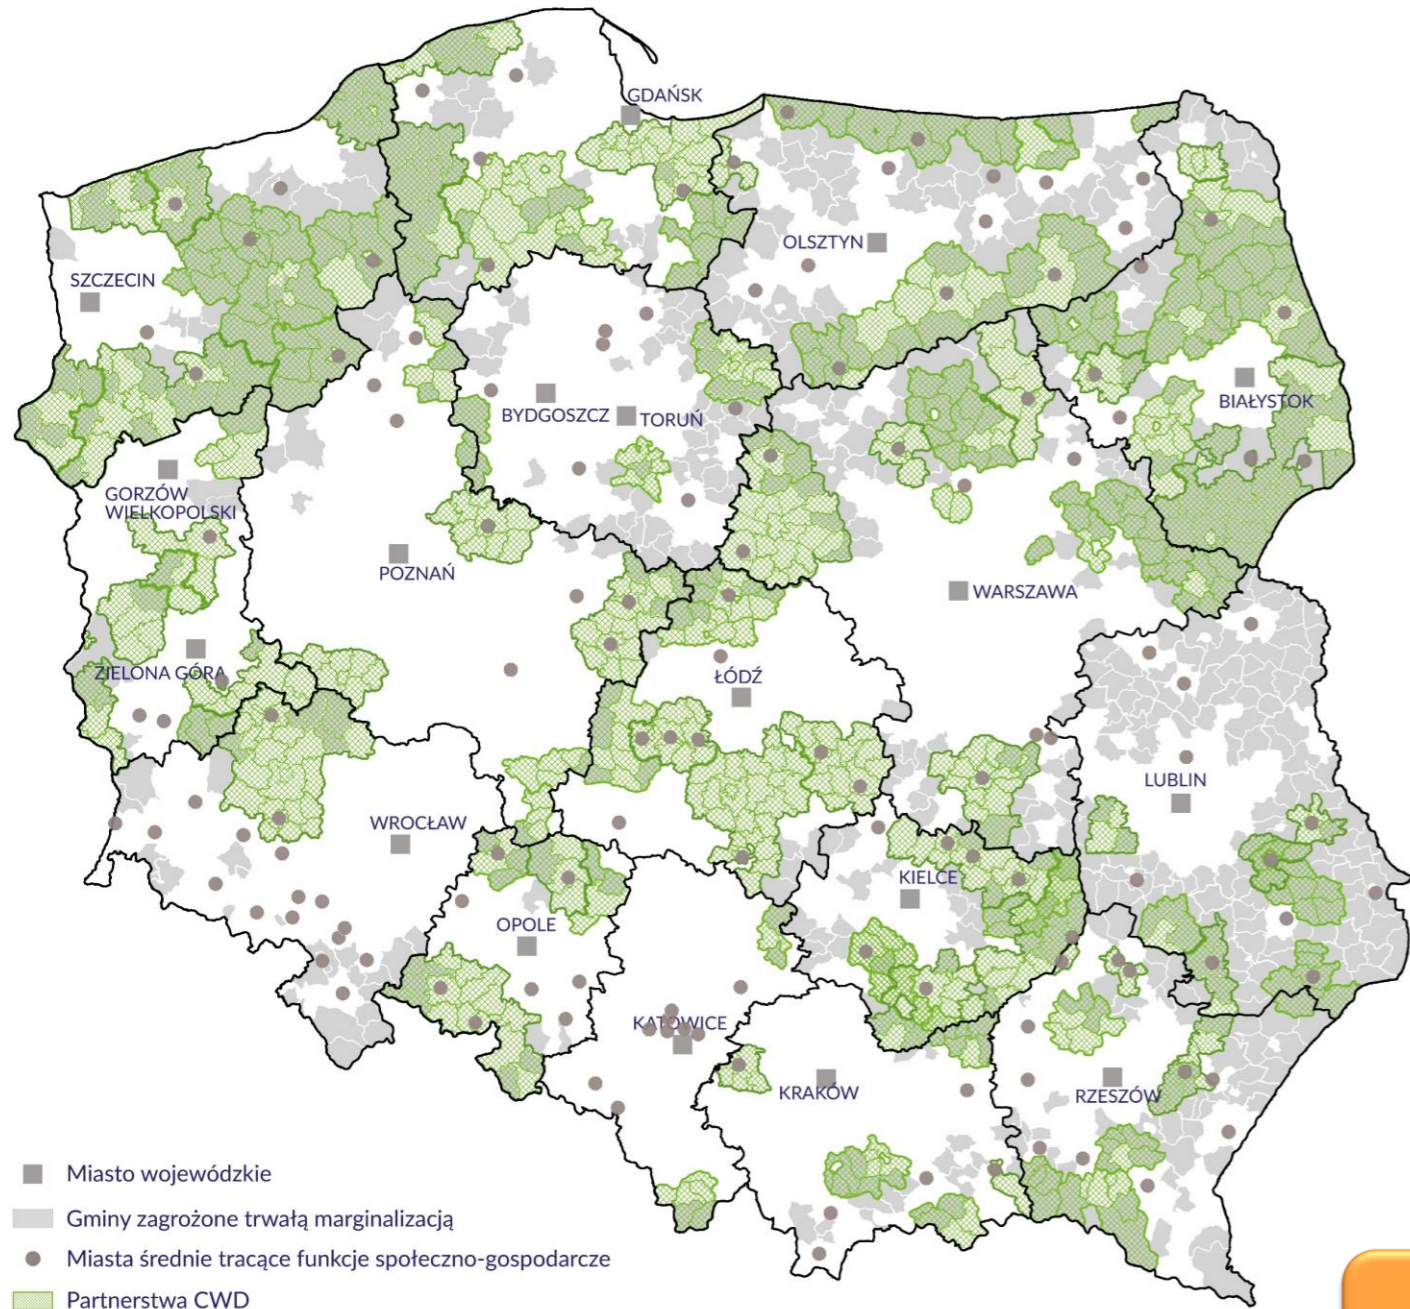 GDAŃSK
OLSZTYN
SZCZECIN
BYDGOSZCZ
TORUŃ
BIAŁYSTOK
GORZÓW
WIELKOPOLSKI
POZNAŃ
WARSZAWA
ZIELONA GÓRA
ŁÓDŹ
LUBLIN
WROCŁAW
KIELCE
OPOLE
KATOWICE
KRAKÓW
RZESZÓW
Miasto wojewódzkie
Gminy zagrożone trwałą marginalizacją
Miasta średnie tracące funkcje społeczno-gospodarcze
Partnerstwa CWD